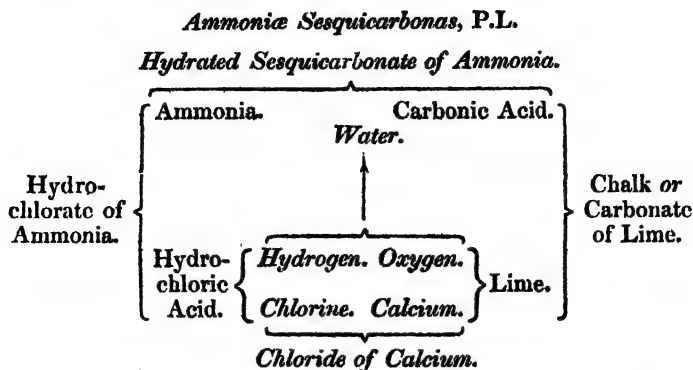 Ammoniæ Sesquicarbonas, P.L.
Hydrated Sesquicarbonate of Ammonia.
Ammonia. Carbonic Acid.
Water.
Hydro-
chlorate of
Ammonia.
Chalk or
Carbonate
of Lime.
Hydro-
chloric
Acid.
Hydrogen. Oxygen.
Chlorine. Calcium.
Lime.
Chloride of Calcium.